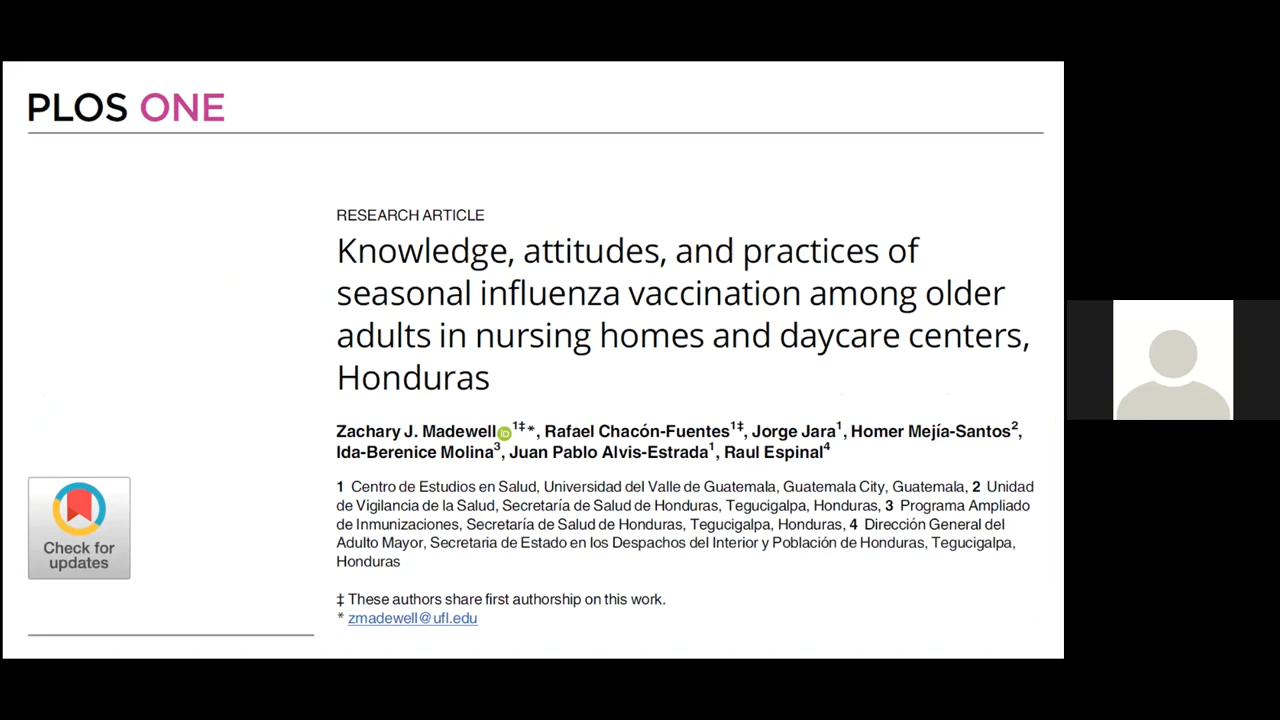 PLOS ONE
RESEARCH ARTICLE
Knowledge, attitudes, and practices of
seasonal influenza vaccination among older
adults in nursing homes and daycare centers,
Honduras
Zachary J. Madewell iD 1‡*, Rafael Chacón-Fuentes1‡, Jorge Jara1, Homer Mejía-Santos2,
Ida-Berenice Molina3, Juan Pablo Alvis-Estrada1, Raul Espinal4
1 Centro de Estudios en Salud, Universidad del Valle de Guatemala, Guatemala City, Guatemala, 2 Unidad
de Vigilancia de la Salud, Secretaría de Salud de Honduras, Tegucigalpa, Honduras, 3 Programa Ampliado
de Inmunizaciones, Secretaría de Salud de Honduras, Tegucigalpa, Honduras, 4 Dirección General del
Adulto Mayor, Secretaria de Estado en los Despachos del Interior y Población de Honduras, Tegucigalpa,
Honduras
‡ These authors share first authorship on this work.
* zmadewell@ufl.edu
Check for
updates